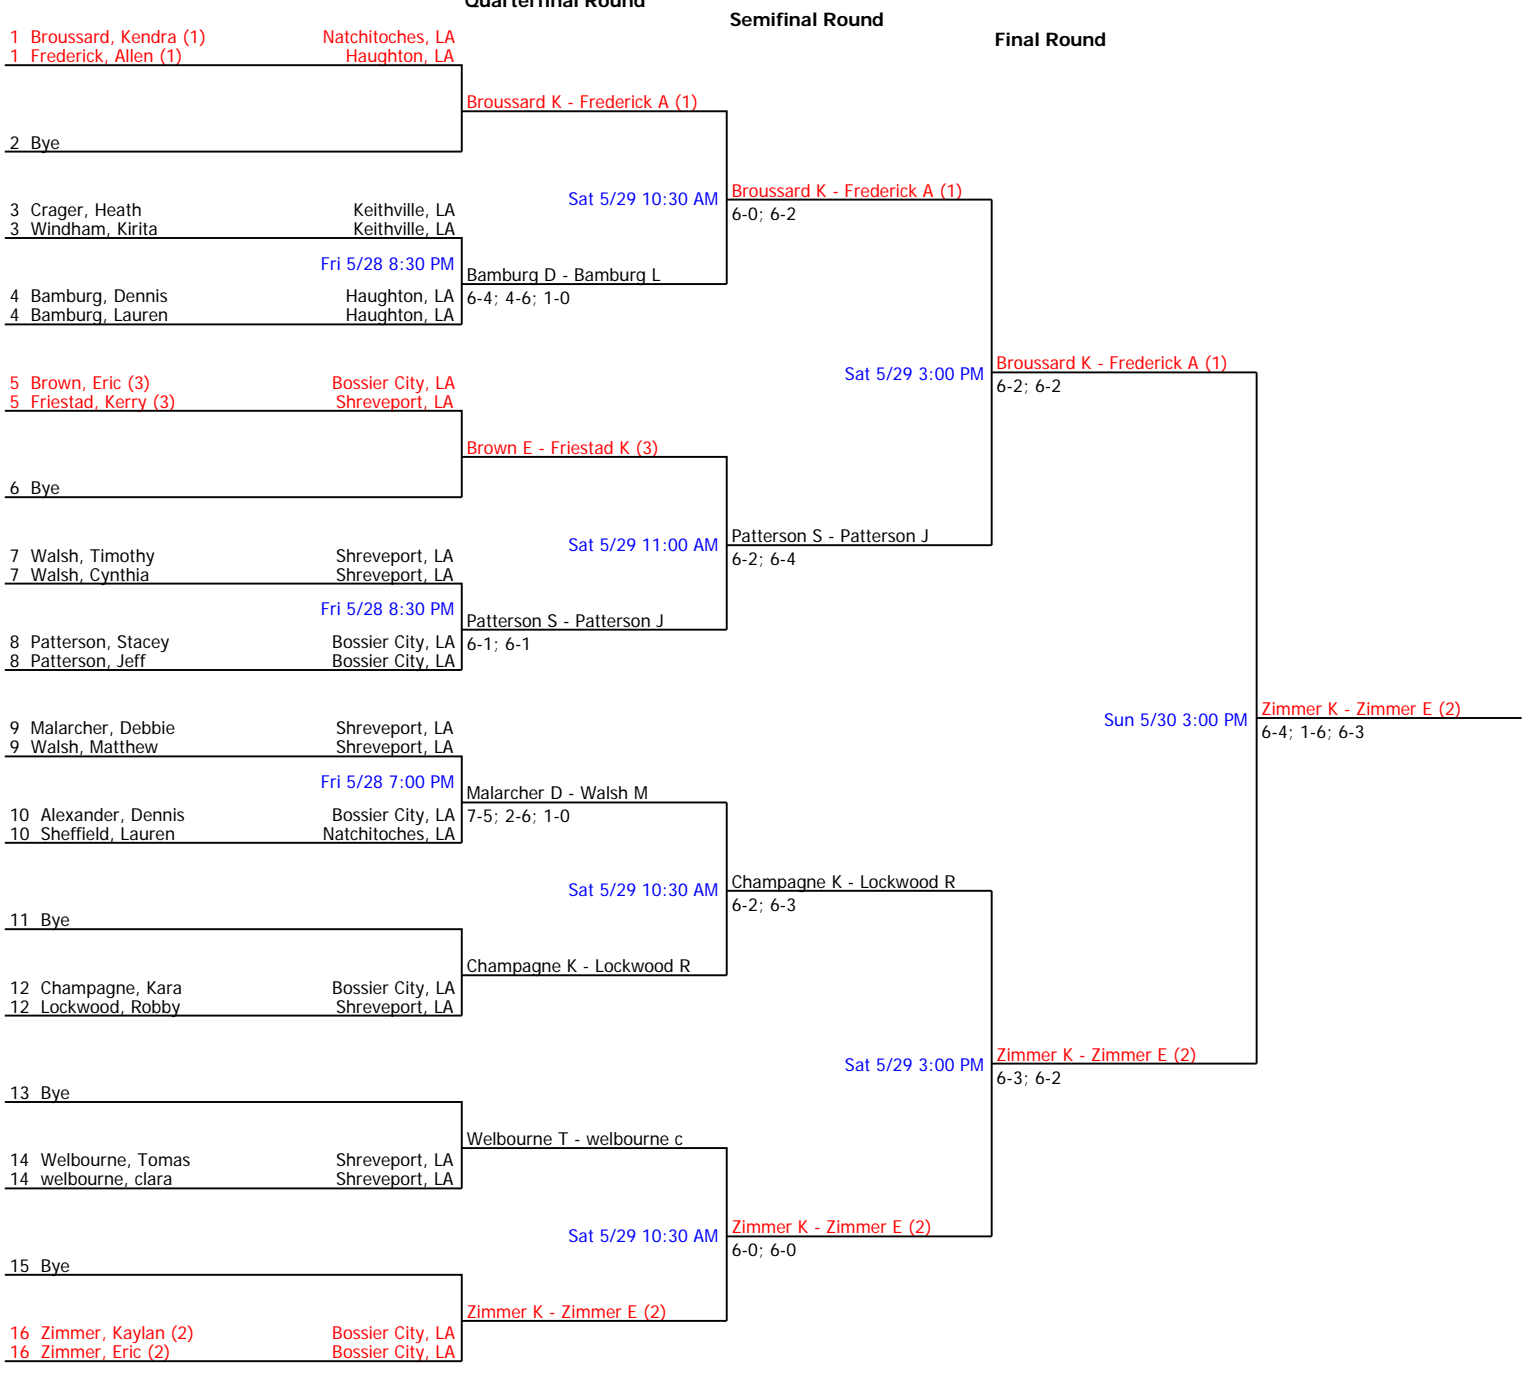 Quarterfinal Round
Semifinal Round
Final Round
1 Broussard, Kendra (1) Natchitoches, LA
1 Frederick, Allen (1) Haughton, LA
Broussard K - Frederick A (1)
2 Bye
Sat 5/29 10:30 AM
Broussard K - Frederick A (1)
6-0; 6-2
3 Crager, Heath Keithville, LA
3 Windham, Kirita Keithville, LA
Fri 5/28 8:30 PM
Bamburg D - Bamburg L
6-4; 4-6; 1-0
4 Bamburg, Dennis Haughton, LA
4 Bamburg, Lauren Haughton, LA
Sat 5/29 3:00 PM
Broussard K - Frederick A (1)
6-2; 6-2
5 Brown, Eric (3) Bossier City, LA
5 Friestad, Kerry (3) Shreveport, LA
Brown E - Friestad K (3)
6 Bye
Sat 5/29 11:00 AM
Patterson S - Patterson J
6-2; 6-4
7 Walsh, Timothy Shreveport, LA
7 Walsh, Cynthia Shreveport, LA
Fri 5/28 8:30 PM
Patterson S - Patterson J
6-1; 6-1
8 Patterson, Stacey Bossier City, LA
8 Patterson, Jeff Bossier City, LA
Sun 5/30 3:00 PM
Zimmer K - Zimmer E (2)
6-4; 1-6; 6-3
9 Malarcher, Debbie Shreveport, LA
9 Walsh, Matthew Shreveport, LA
Fri 5/28 7:00 PM
Malarcher D - Walsh M
7-5; 2-6; 1-0
10 Alexander, Dennis Bossier City, LA
10 Sheffield, Lauren Natchitoches, LA
Sat 5/29 10:30 AM
Champagne K - Lockwood R
6-2; 6-3
11 Bye
Champagne K - Lockwood R
12 Champagne, Kara Bossier City, LA
12 Lockwood, Robby Shreveport, LA
Sat 5/29 3:00 PM
Zimmer K - Zimmer E (2)
6-3; 6-2
13 Bye
Welbourne T - welbourne c
14 Welbourne, Tomas Shreveport, LA
14 welbourne, clara Shreveport, LA
Sat 5/29 10:30 AM
Zimmer K - Zimmer E (2)
6-0; 6-0
15 Bye
Zimmer K - Zimmer E (2)
16 Zimmer, Kaylan (2) Bossier City, LA
16 Zimmer, Eric (2) Bossier City, LA